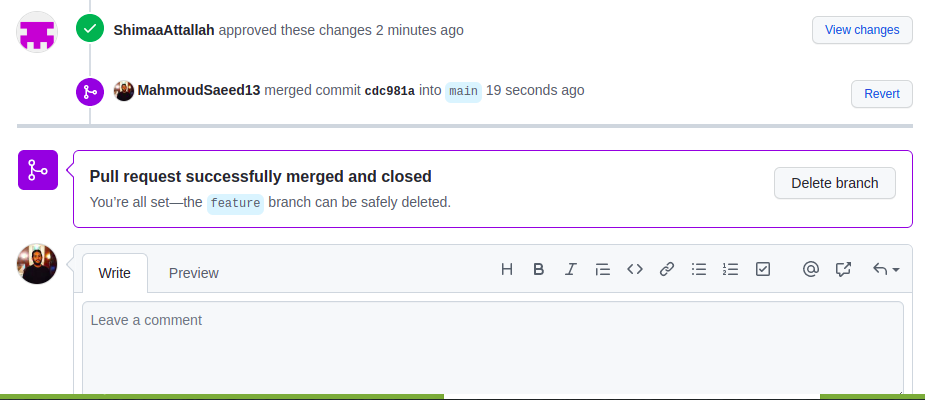 ShimaaAttallah approved these changes 2 minutes ago
View changes
MahmoudSaeed13 merged commit cdc981a into main 19 seconds ago
Revert
Pull request successfully merged and closed
You’re all set—the feature branch can be safely deleted.
Delete branch
Write
Preview
Leave a comment